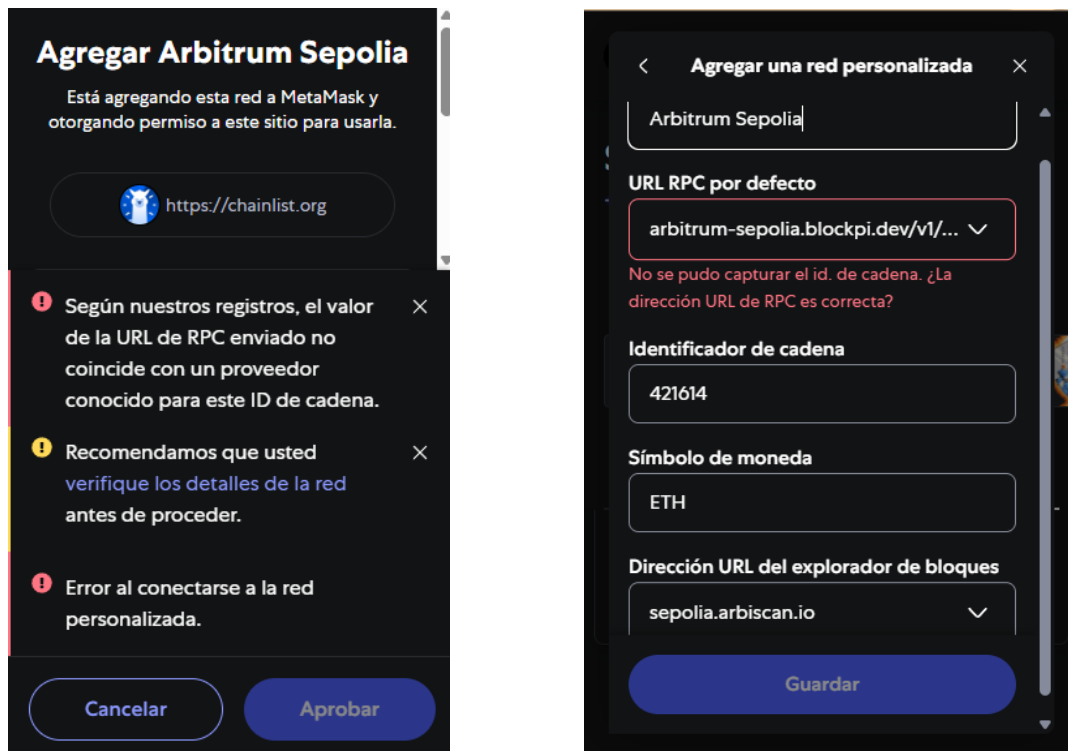 Agregar Arbitrum Sepolia
Está agregando esta red a MetaMask y
otorgando permiso a este sitio para usarla.
https://chainlist.org
Según nuestros registros, el valor
de la URL de RPC enviado no
coincide con un proveedor
conocido para este ID de cadena.
Recomendamos que usted
verifique los detalles de la red
antes de proceder.
Error al conectarse a la red
personalizada.
Cancelar
Aprobar
Agregar una red personalizada
Arbitrum Sepolia
URL RPC por defecto
arbitrum-sepolia.blockpi.dev/v1/...
No se pudo capturar el id. de cadena. ¿La
dirección URL de RPC es correcta?
Identificador de cadena
421614
Símbolo de moneda
ETH
Dirección URL del explorador de bloques
sepolia.arbiscan.io
Guardar